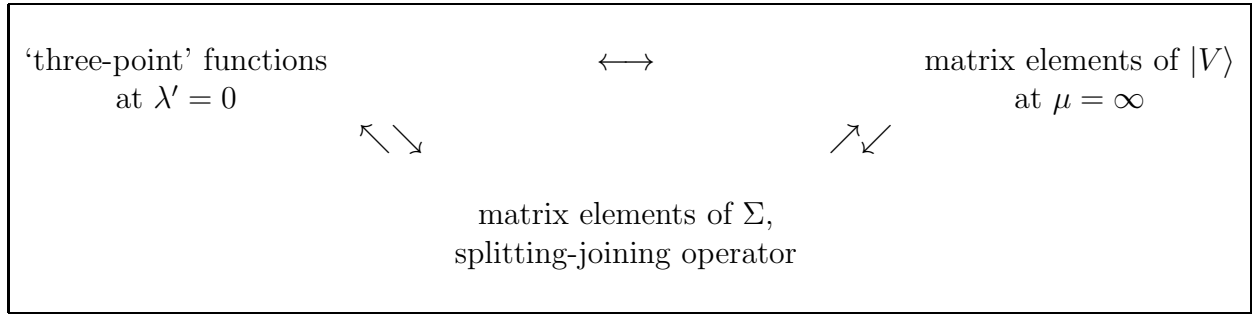 ‘three-point’ functions ⟷ matrix elements of |V⟩
at λ′ = 0 at μ = ∞
↖↘ ↗↙
matrix elements of Σ,
splitting-joining operator